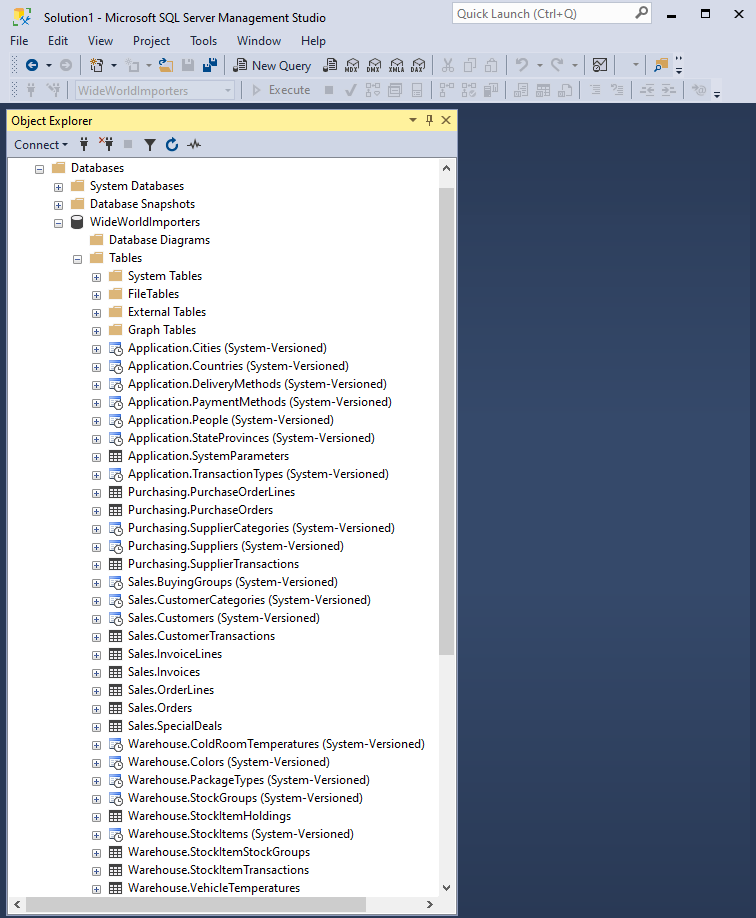 Solution1 - Microsoft SQL Server Management Studio
Quick Launch (Ctrl+Q)
File Edit View Project Tools Window Help
New Query MDX DMX XMLA DAX
WideWorldImporters Execute
Object Explorer
Connect
Databases
System Databases
Database Snapshots
WideWorldImporters
Database Diagrams
Tables
System Tables
FileTables
External Tables
Graph Tables
Application.Cities (System-Versioned)
Application.Countries (System-Versioned)
Application.DeliveryMethods (System-Versioned)
Application.PaymentMethods (System-Versioned)
Application.People (System-Versioned)
Application.StateProvinces (System-Versioned)
Application.SystemParameters
Application.TransactionTypes (System-Versioned)
Purchasing.PurchaseOrderLines
Purchasing.PurchaseOrders
Purchasing.SupplierCategories (System-Versioned)
Purchasing.Suppliers (System-Versioned)
Purchasing.SupplierTransactions
Sales.BuyingGroups (System-Versioned)
Sales.CustomerCategories (System-Versioned)
Sales.Customers (System-Versioned)
Sales.CustomerTransactions
Sales.InvoiceLines
Sales.Invoices
Sales.OrderLines
Sales.Orders
Sales.SpecialDeals
Warehouse.ColdRoomTemperatures (System-Versioned)
Warehouse.Colors (System-Versioned)
Warehouse.PackageTypes (System-Versioned)
Warehouse.StockGroups (System-Versioned)
Warehouse.StockItemHoldings
Warehouse.StockItems (System-Versioned)
Warehouse.StockItemStockGroups
Warehouse.StockItemTransactions
Warehouse.VehicleTemperatures